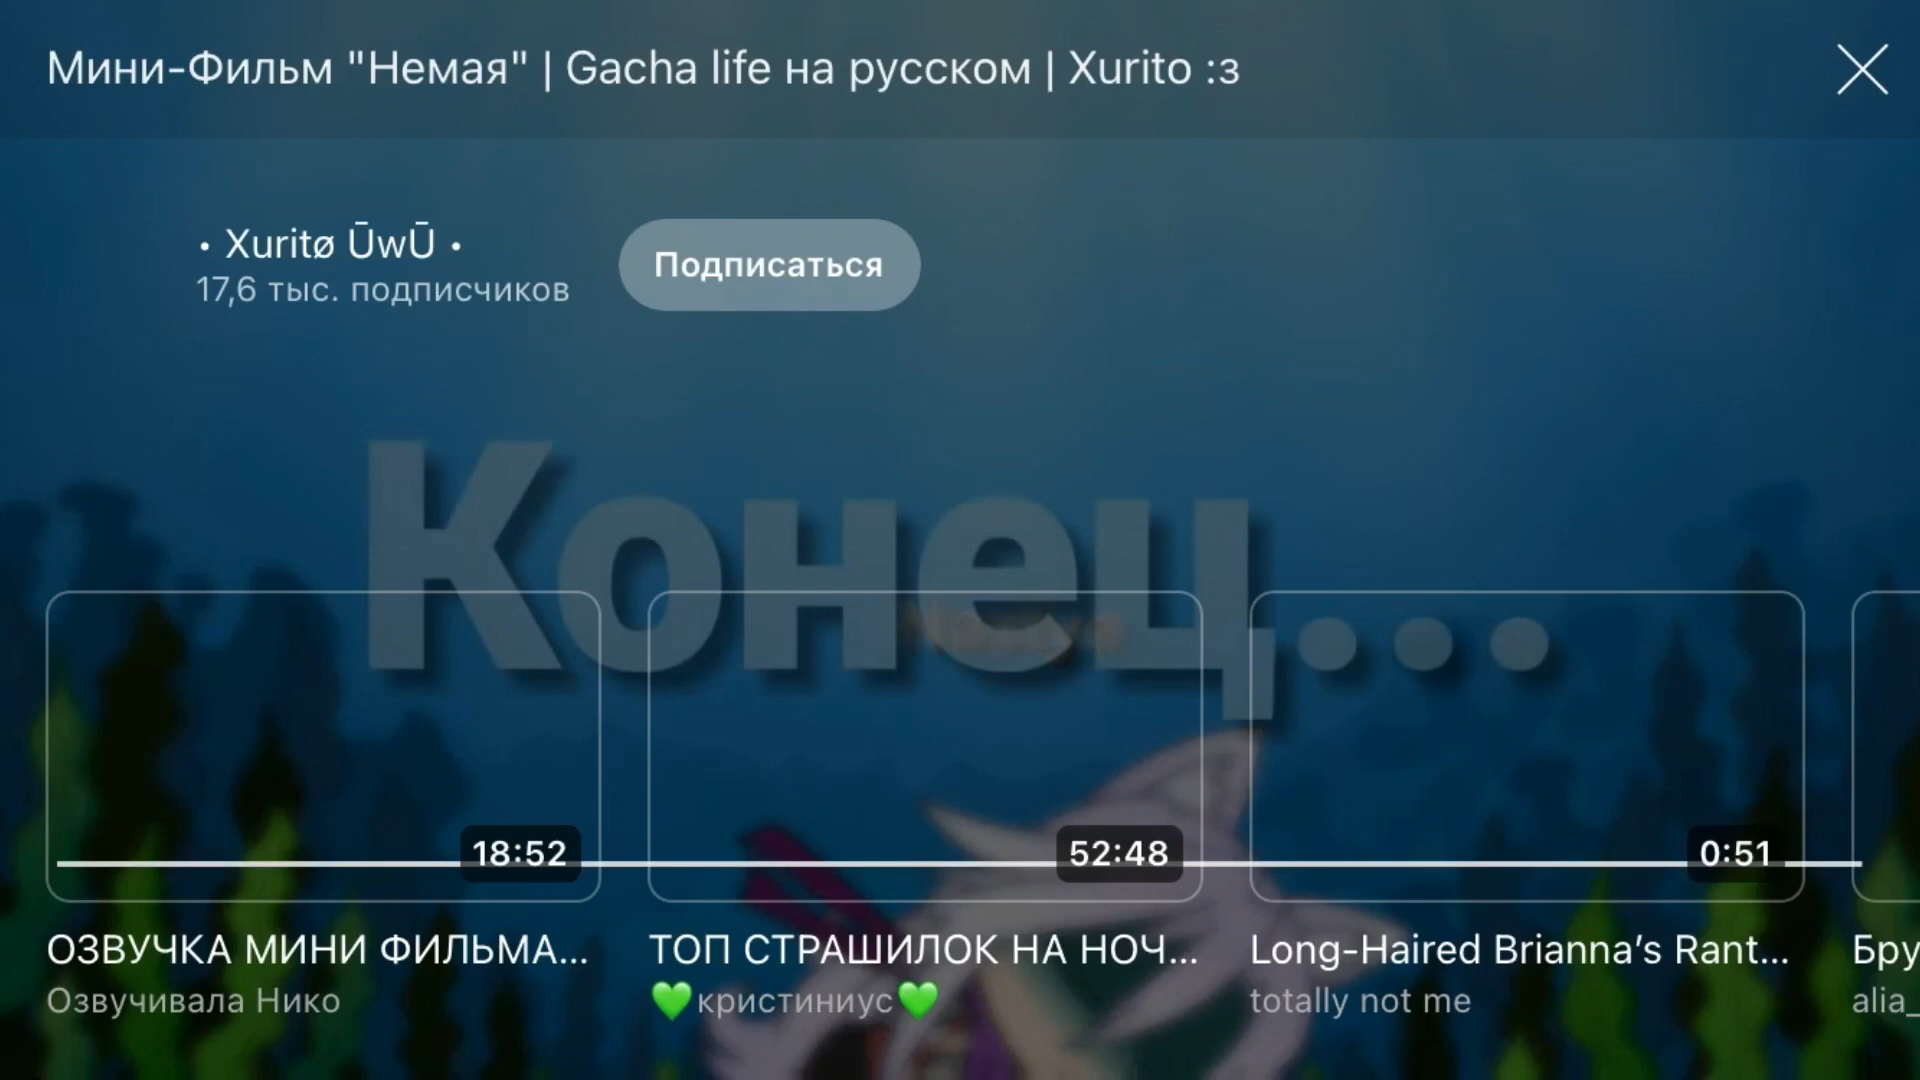 Мини-Фильм "Немая" | Gacha life на русском | Xurito :з
• Xuritø ŪwŪ •
17,6 тыс. подписчиков
Подписаться
Конец...
18:52
52:48
0:51
ОЗВУЧКА МИНИ ФИЛЬМА...
ТОП СТРАШИЛОК НА НОЧ...
Long-Haired Brianna’s Rant...
Бру
Озвучивала Нико
💚кристиниус💚
totally not me
alia_